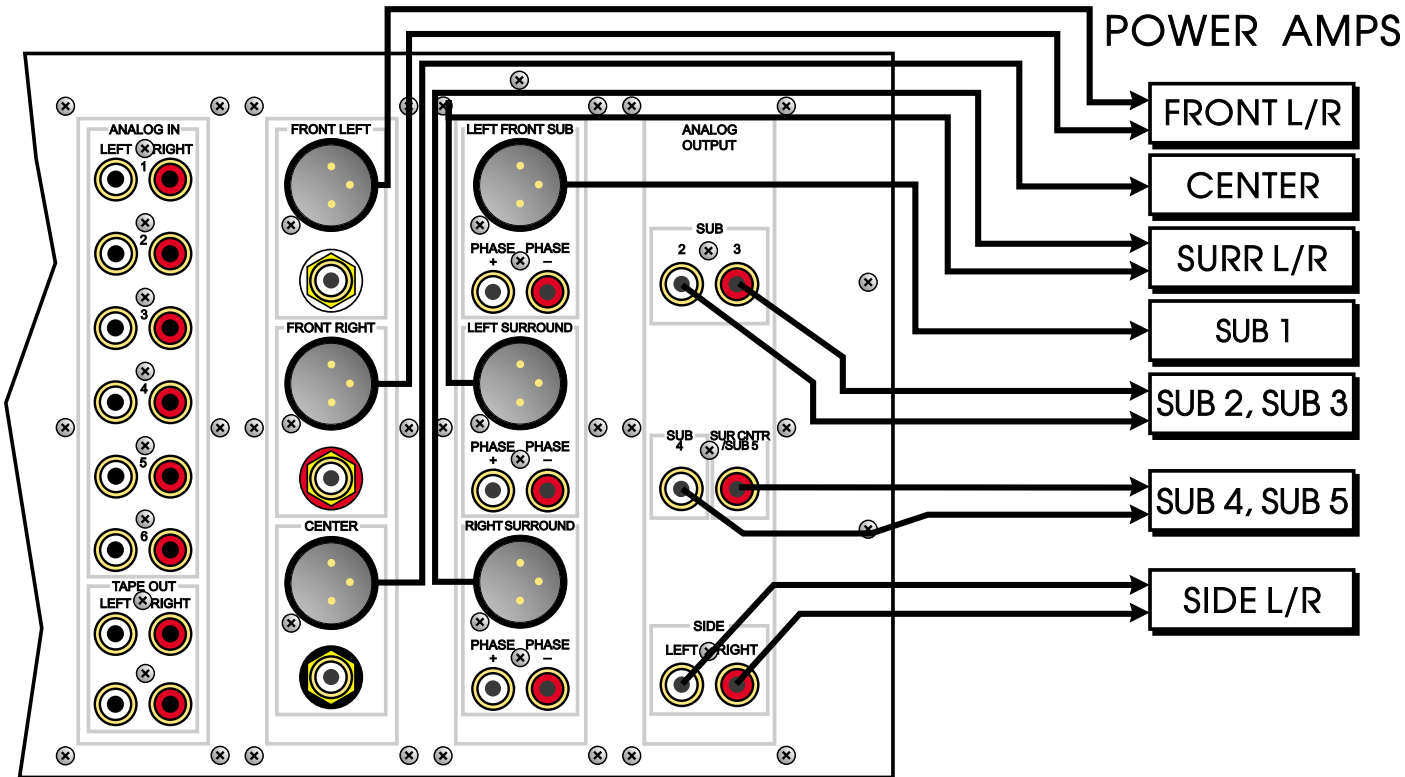 POWER AMPS
ANALOG IN
LEFT RIGHT
1
2
3
4
5
6
TAPE OUT
LEFT RIGHT
FRONT LEFT
FRONT RIGHT
CENTER
LEFT FRONT SUB
PHASE PHASE
+ –
LEFT SURROUND
PHASE PHASE
+ –
RIGHT SURROUND
PHASE PHASE
+ –
ANALOG
OUTPUT
SUB
2 3
SUB
4
SUR CNTR
/SUB 5
SIDE
LEFT RIGHT
FRONT L/R
CENTER
SURR L/R
SUB 1
SUB 2, SUB 3
SUB 4, SUB 5
SIDE L/R